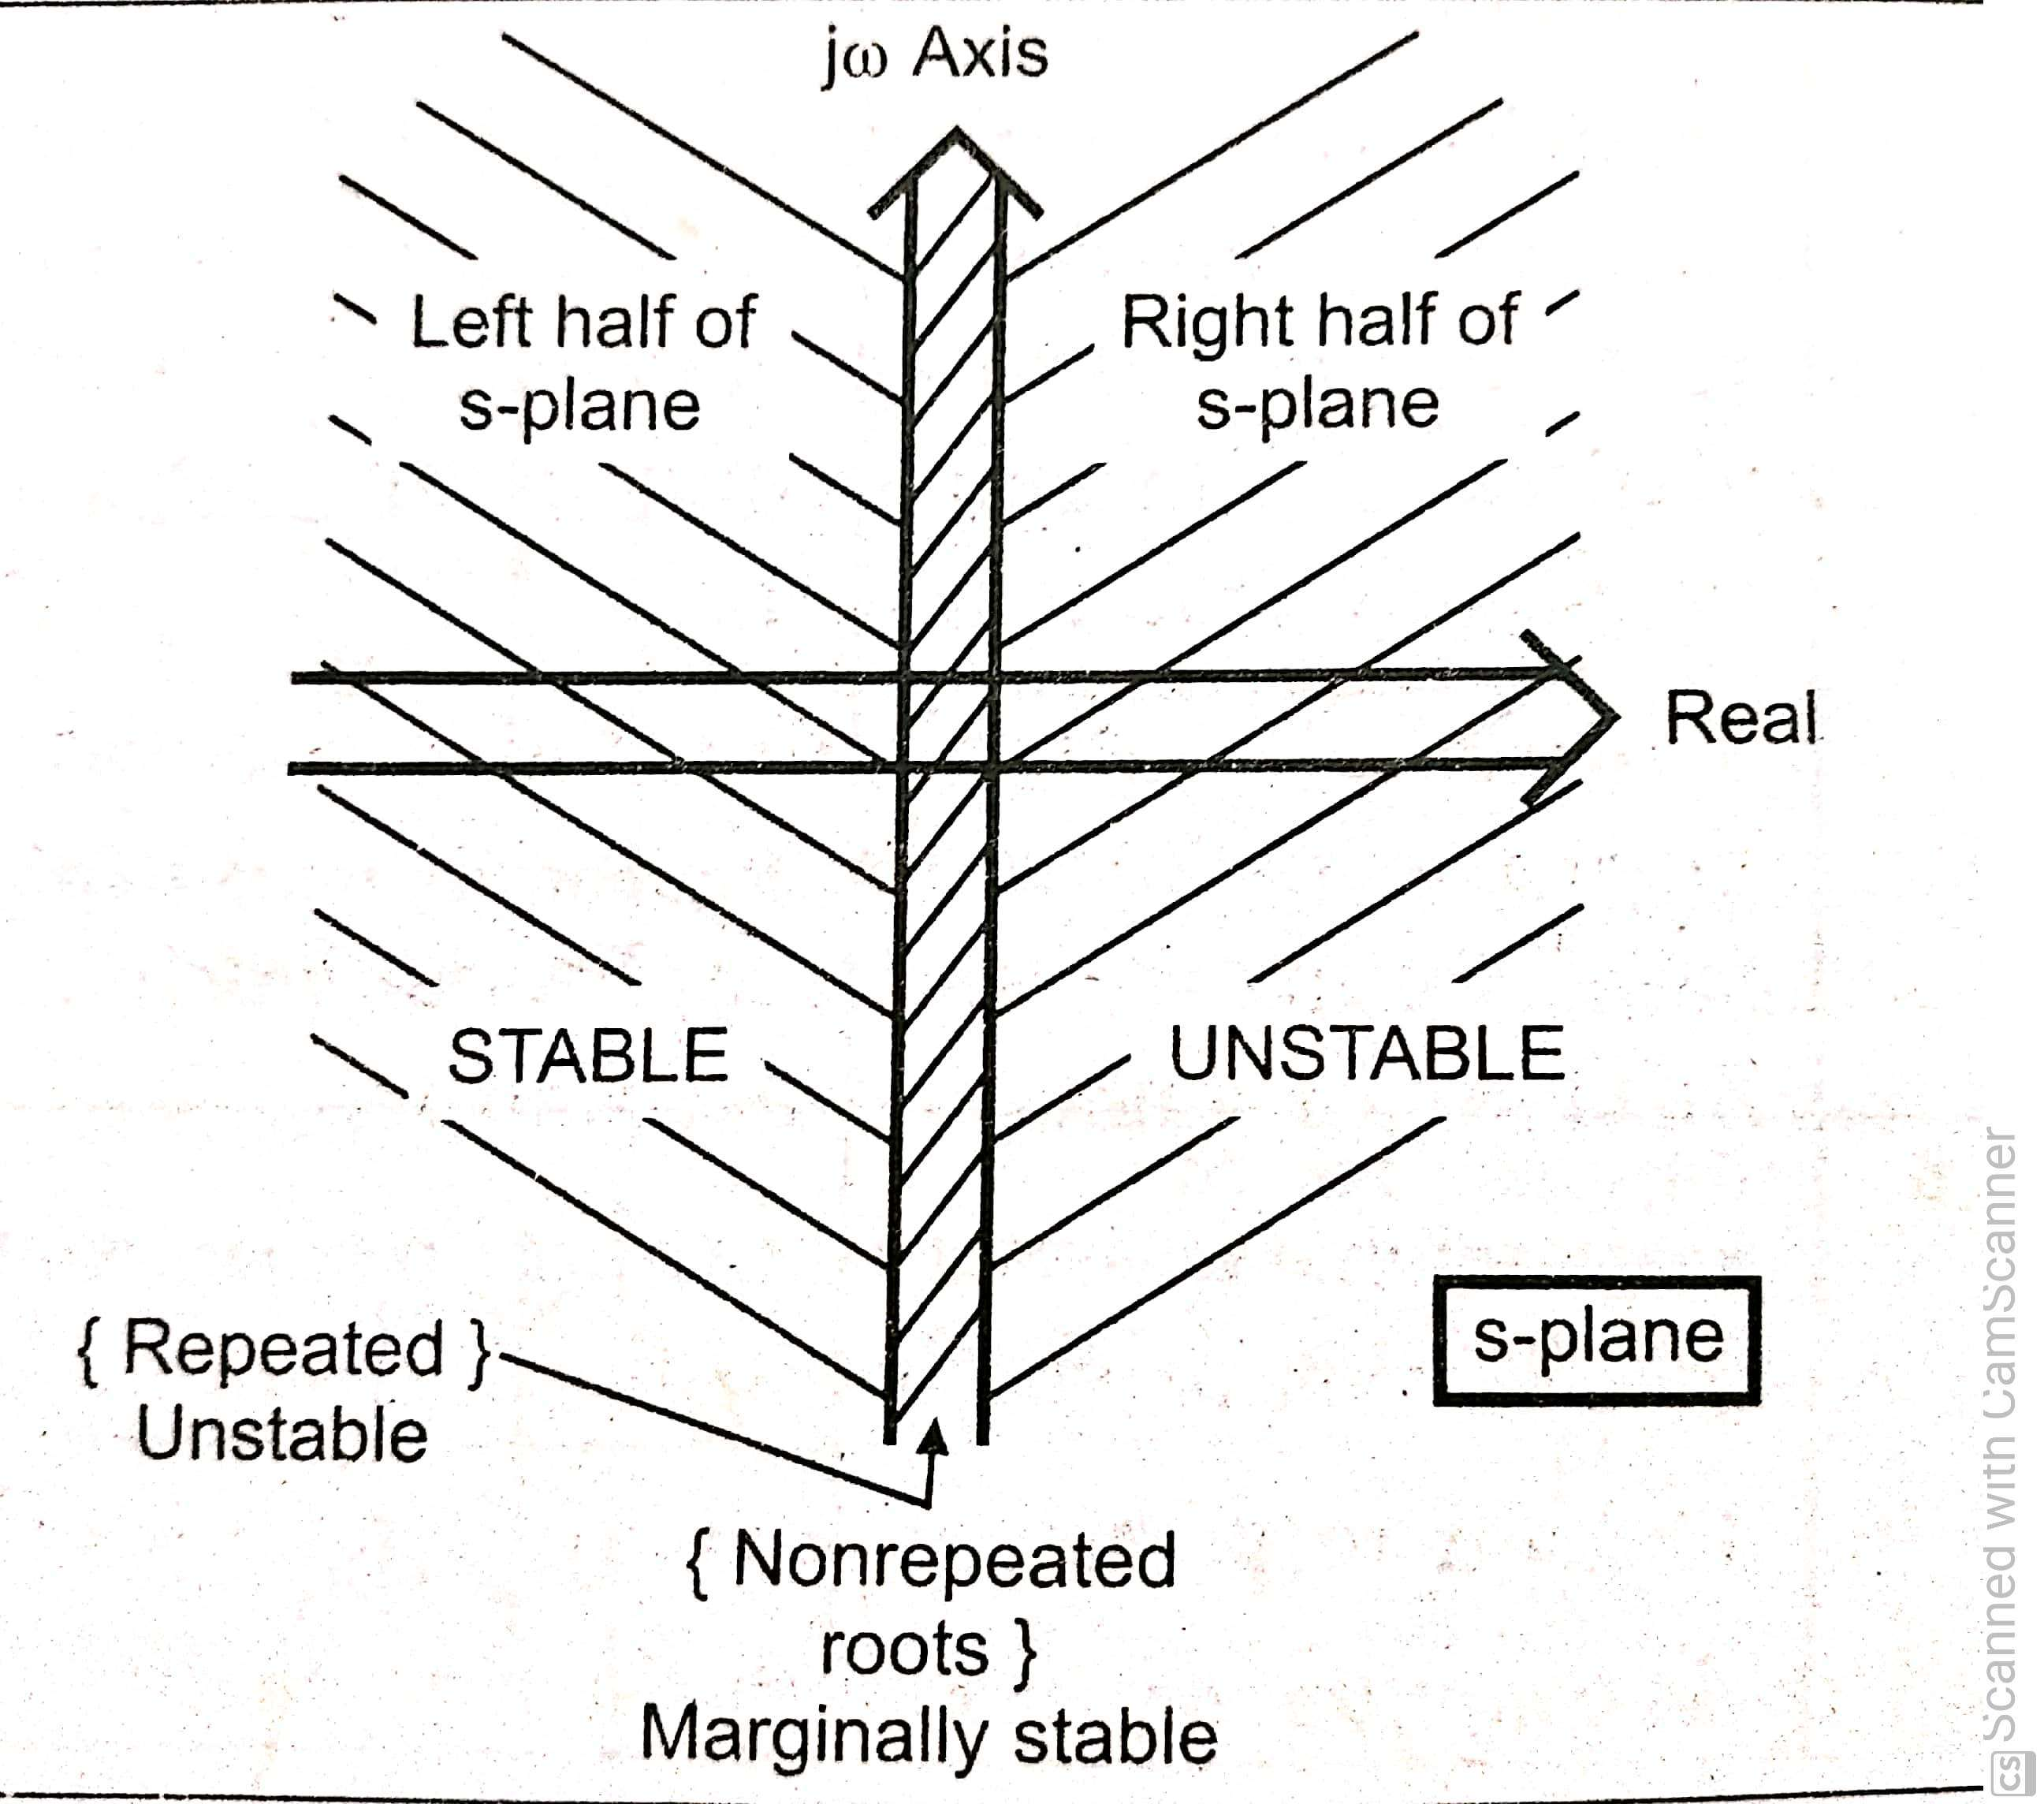 jω Axis
Left half of
s-plane
Right half of
s-plane
Real
STABLE
UNSTABLE
s-plane
{ Repeated }
Unstable
{ Nonrepeated
roots }
Marginally stable
CS Scanned with CamScanner